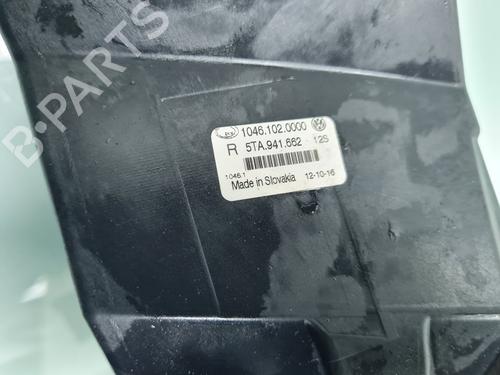 B-PARTS
1046.102.0000
R 5TA.941.662 12S
1046.1
Made in Slovakia 12-10-16